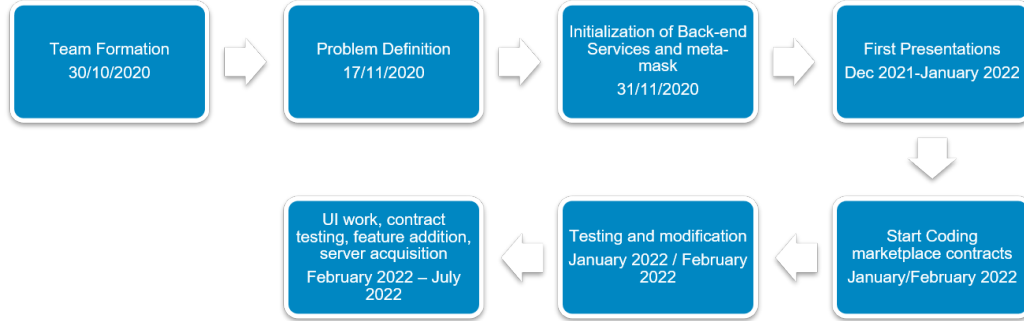 Team Formation
30/10/2020
Problem Definition
17/11/2020
Initialization of Back-end
Services and meta-
mask
31/11/2020
First Presentations
Dec 2021-January 2022
Start Coding
marketplace contracts
January/February 2022
Testing and modification
January 2022 / February
2022
UI work, contract
testing, feature addition,
server acquisition
February 2022 – July
2022